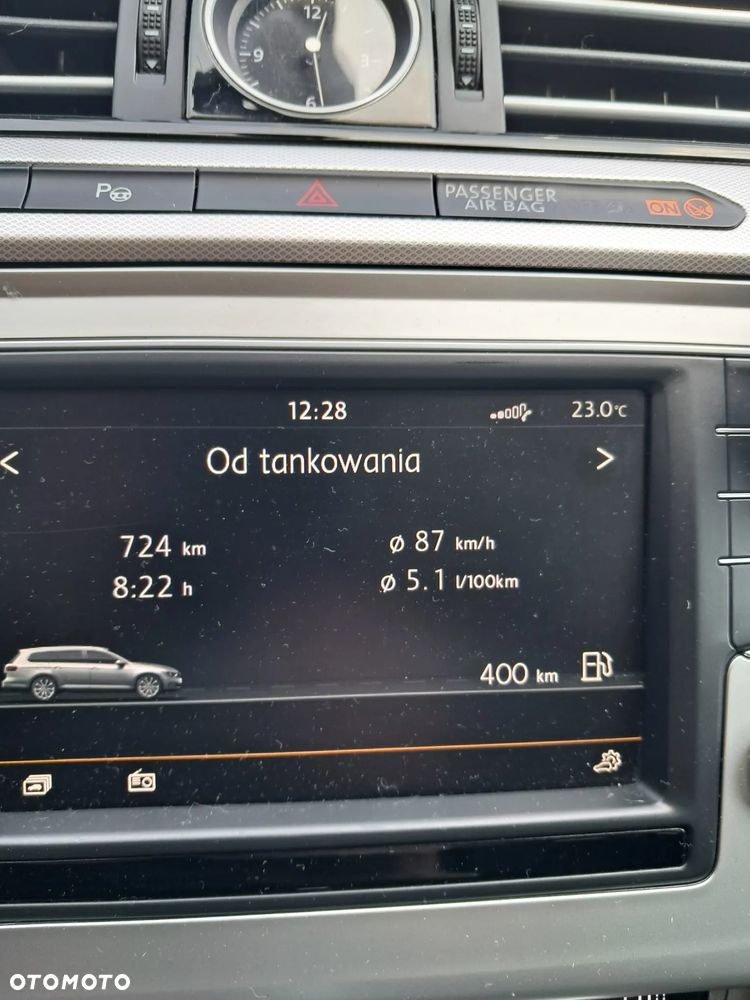 12
9
3
6
P
PASSENGER
AIR BAG
ON
12:28
23.0°C
< Od tankowania >
724 km
ø 87 km/h
8:22 h
ø 5.1 l/100km
400 km
OTOMOTO